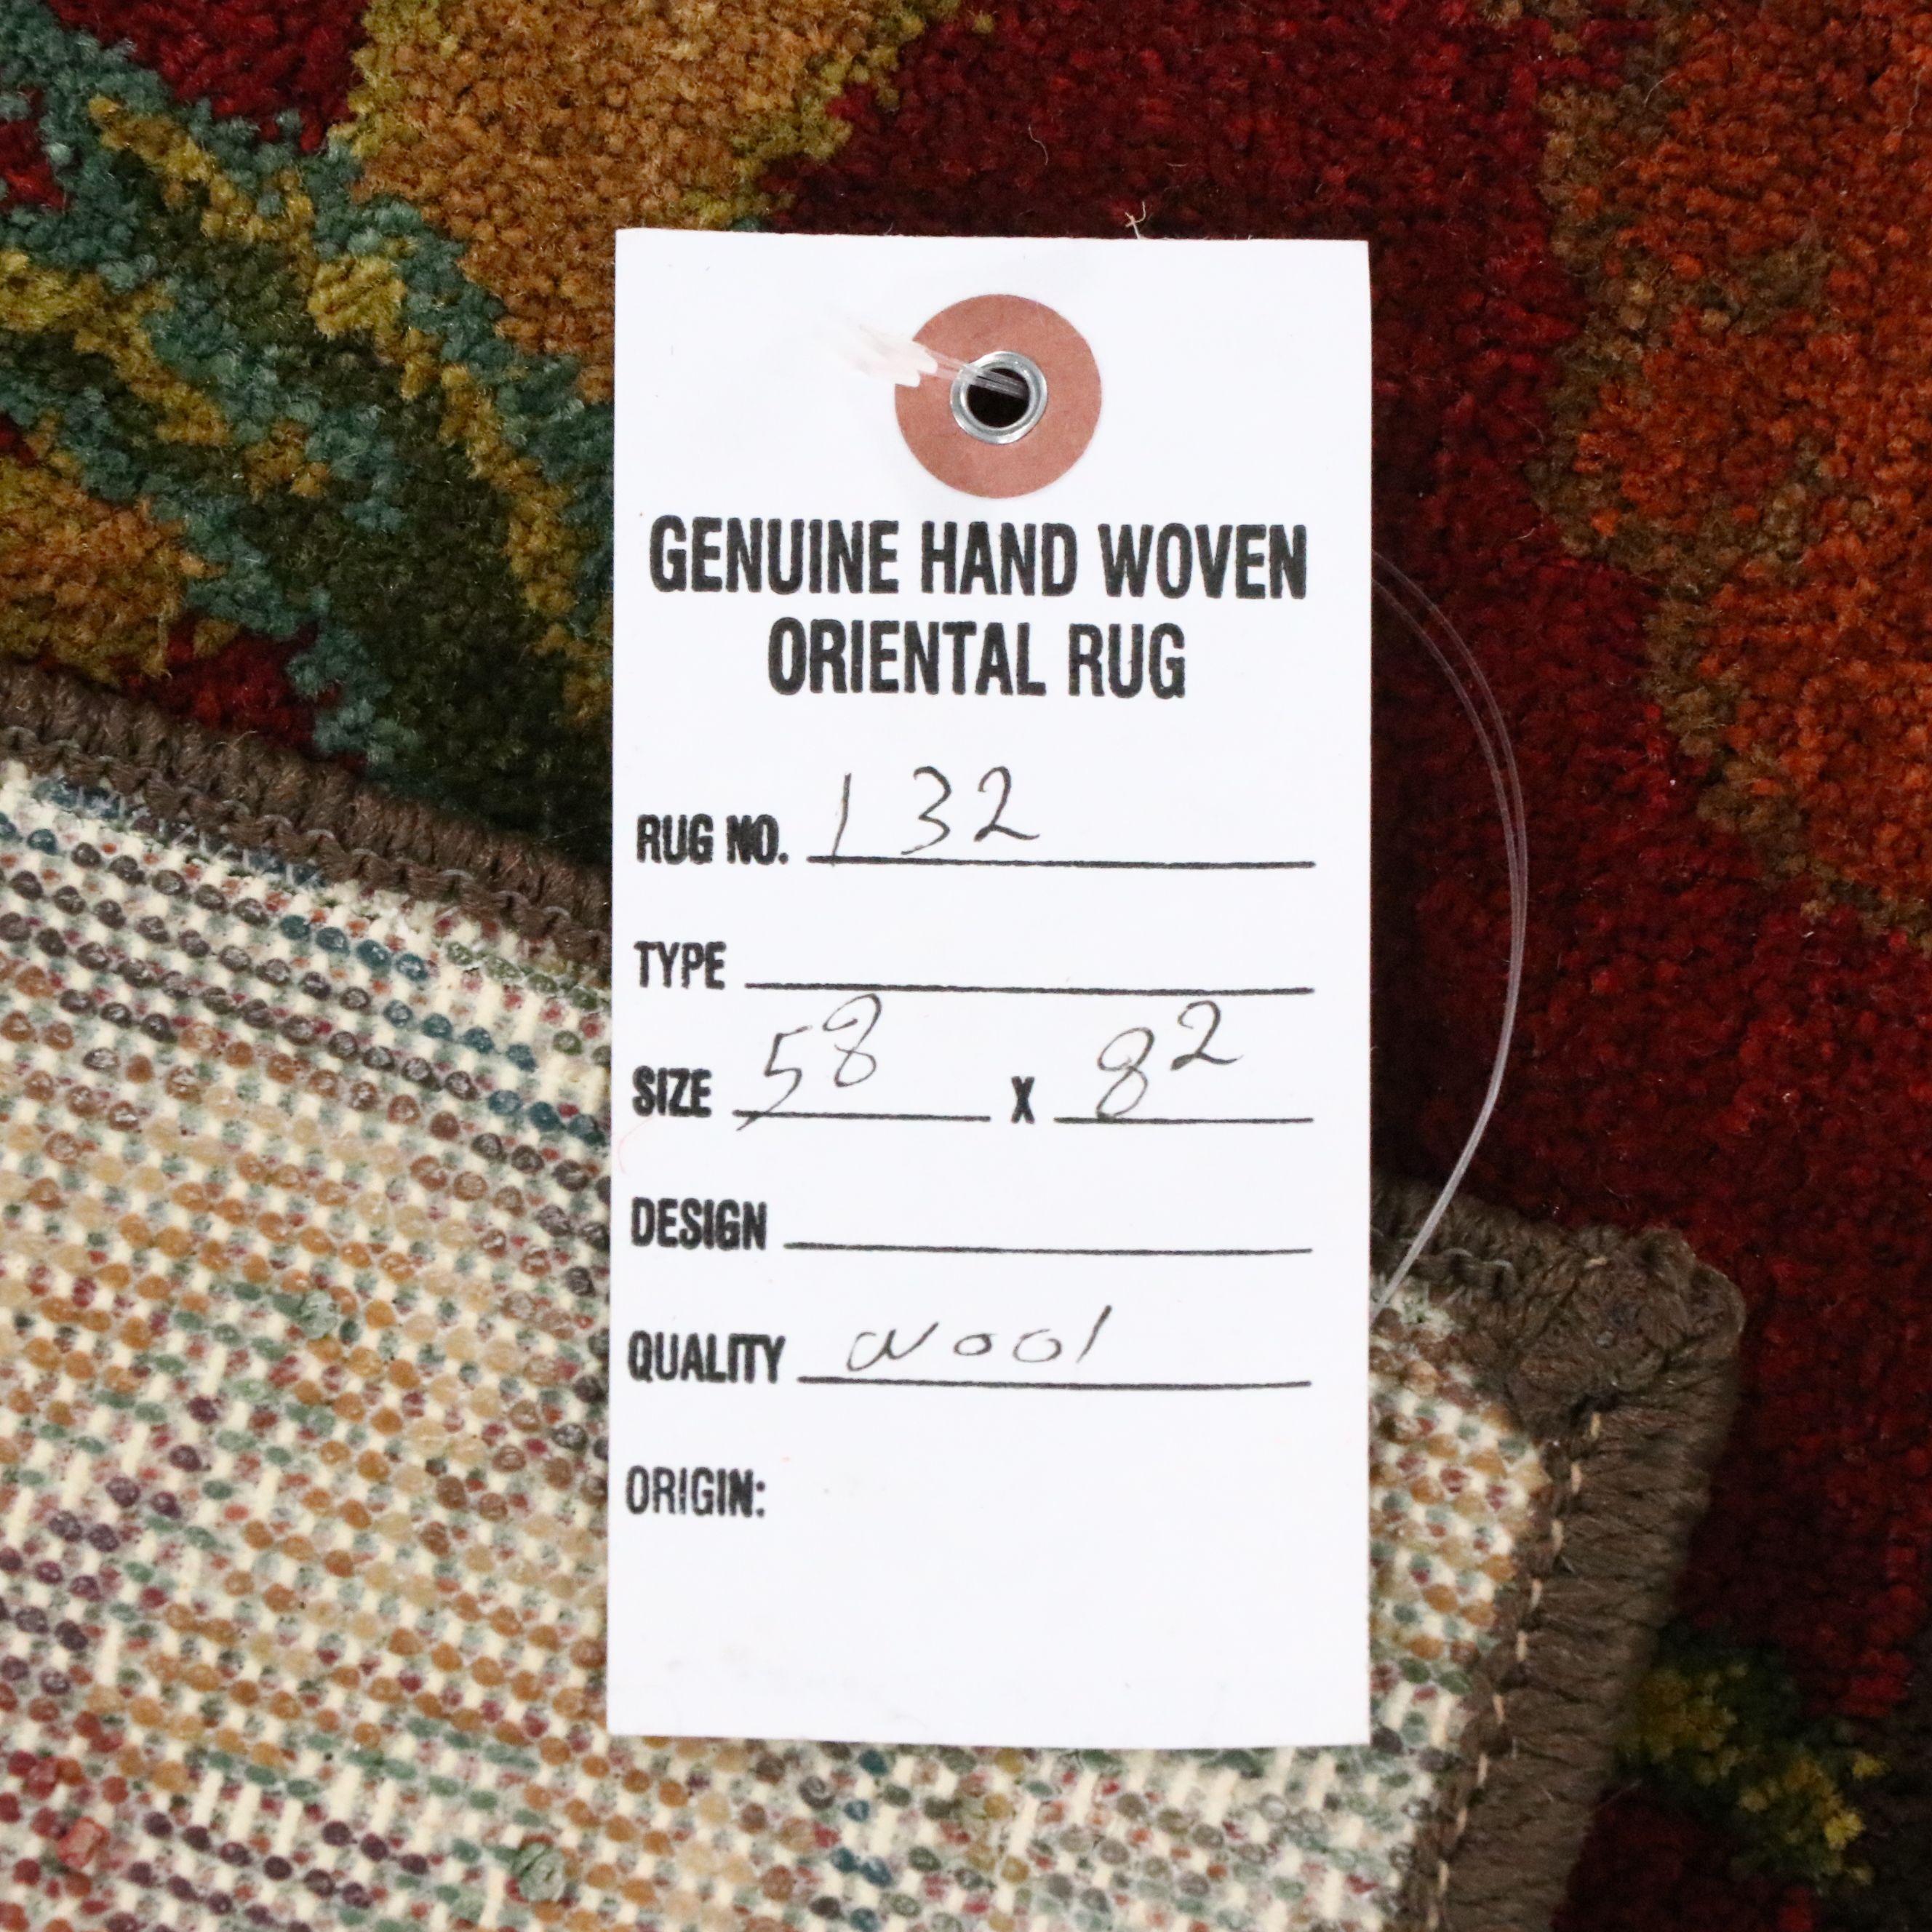 GENUINE HAND WOVEN
ORIENTAL RUG
RUG NO. 132
TYPE
SIZE 5⁸ X 8²
DESIGN
QUALITY wool
ORIGIN: